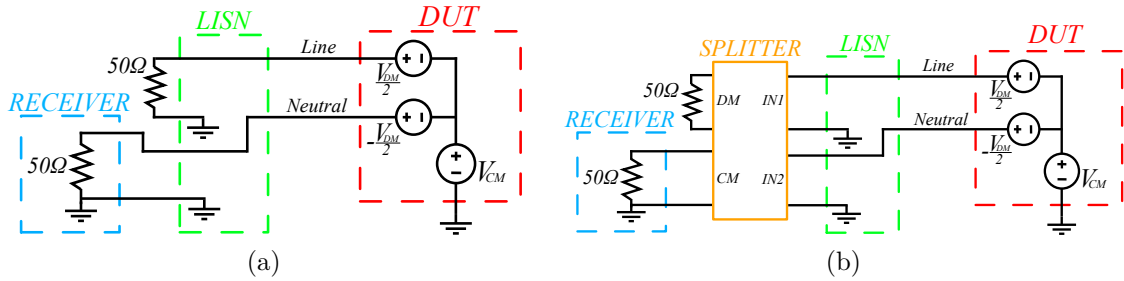 LISN
DUT
Line
50Ω
V_DM
2
RECEIVER
Neutral
-V_DM
2
50Ω
V_CM
(a)
SPLITTER
LISN
DUT
Line
50Ω
DM
IN1
V_DM
2
RECEIVER
Neutral
-V_DM
2
50Ω
CM
IN2
V_CM
(b)